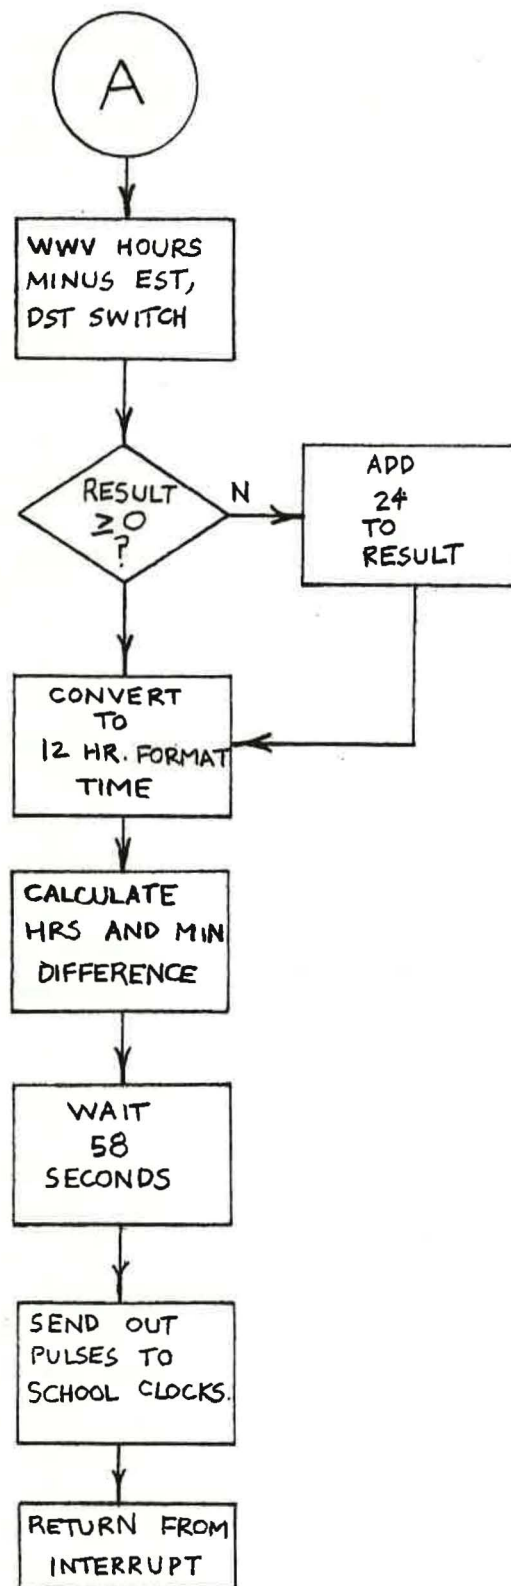 A
WWV HOURS
MINUS EST,
DST SWITCH
RESULT
≥0
?
N
ADD
24
TO
RESULT
CONVERT
TO
12 HR. FORMAT
TIME
CALCULATE
HRS AND MIN
DIFFERENCE
WAIT
58
SECONDS
SEND OUT
PULSES TO
SCHOOL CLOCKS.
RETURN FROM
INTERRUPT